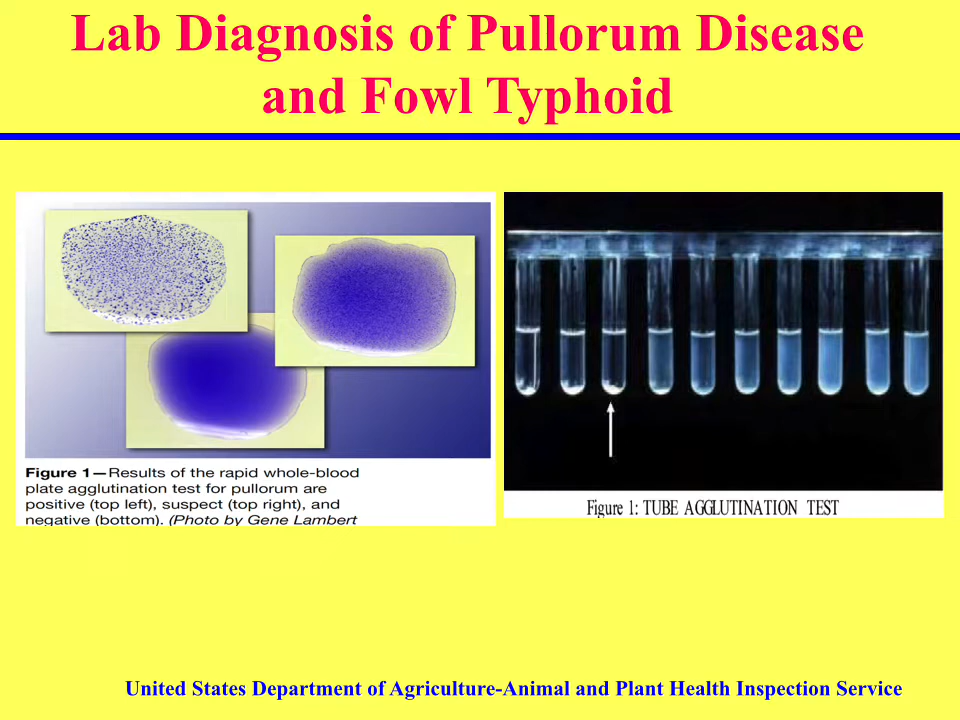 Lab Diagnosis of Pullorum Disease
and Fowl Typhoid
Figure 1—Results of the rapid whole-blood
plate agglutination test for pullorum are
positive (top left), suspect (top right), and
negative (bottom). (Photo by Gene Lambert
Figure 1: TUBE AGGLUTINATION TEST
United States Department of Agriculture-Animal and Plant Health Inspection Service